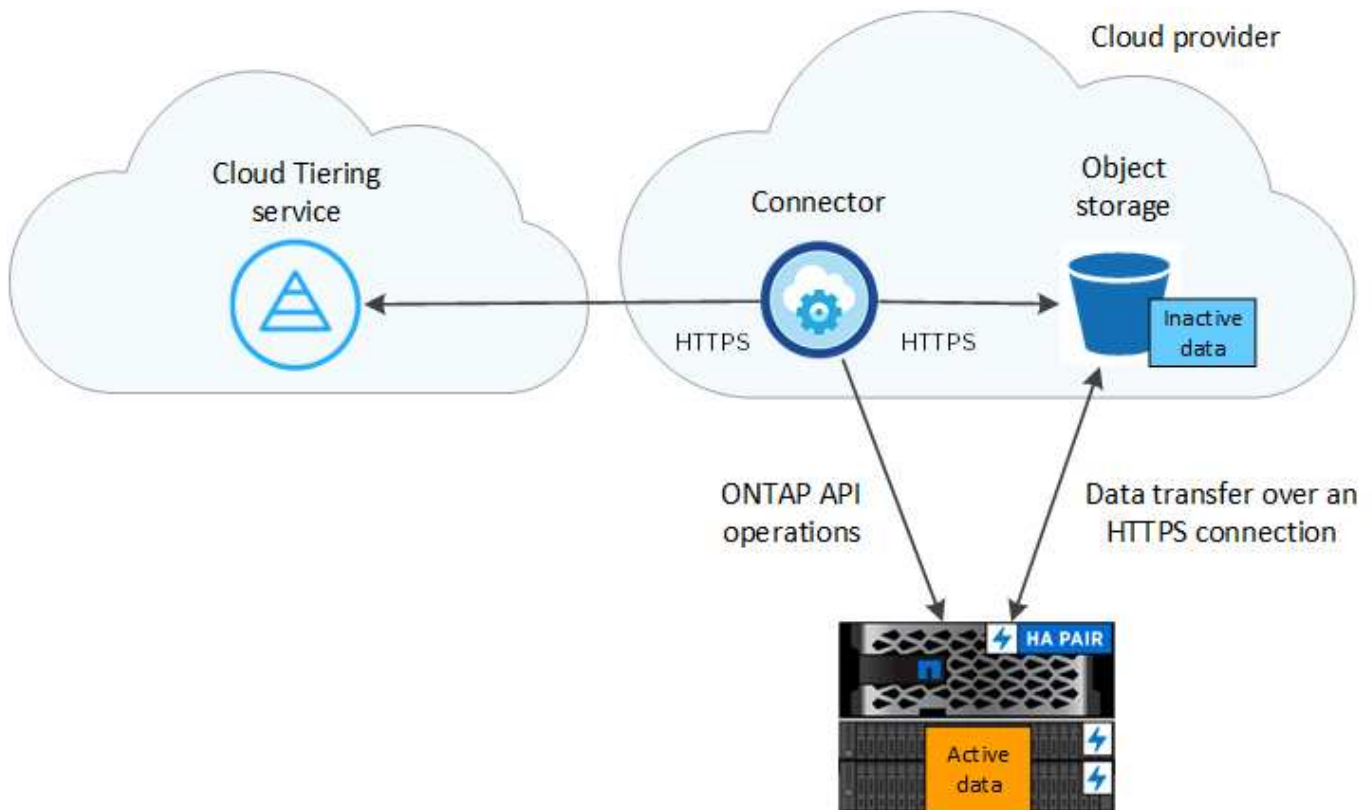 Cloud provider
Cloud Tiering
service
Connector
Object
storage
Inactive
data
HTTPS
HTTPS
ONTAP API
operations
Data transfer over an
HTTPS connection
HA PAIR
Active
data